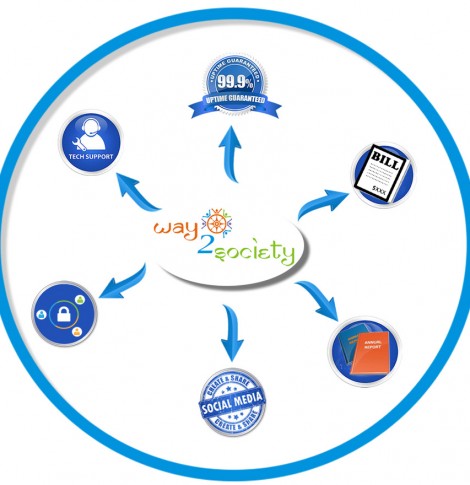 UPTIME GUARANTEED
99.9%
UPTIME GUARANTEED
TECH SUPPORT
BILL
$XXX
way
2society
ANNUAL
REPORT
CREATE & SHARE
SOCIAL MEDIA
CREATE & SHARE